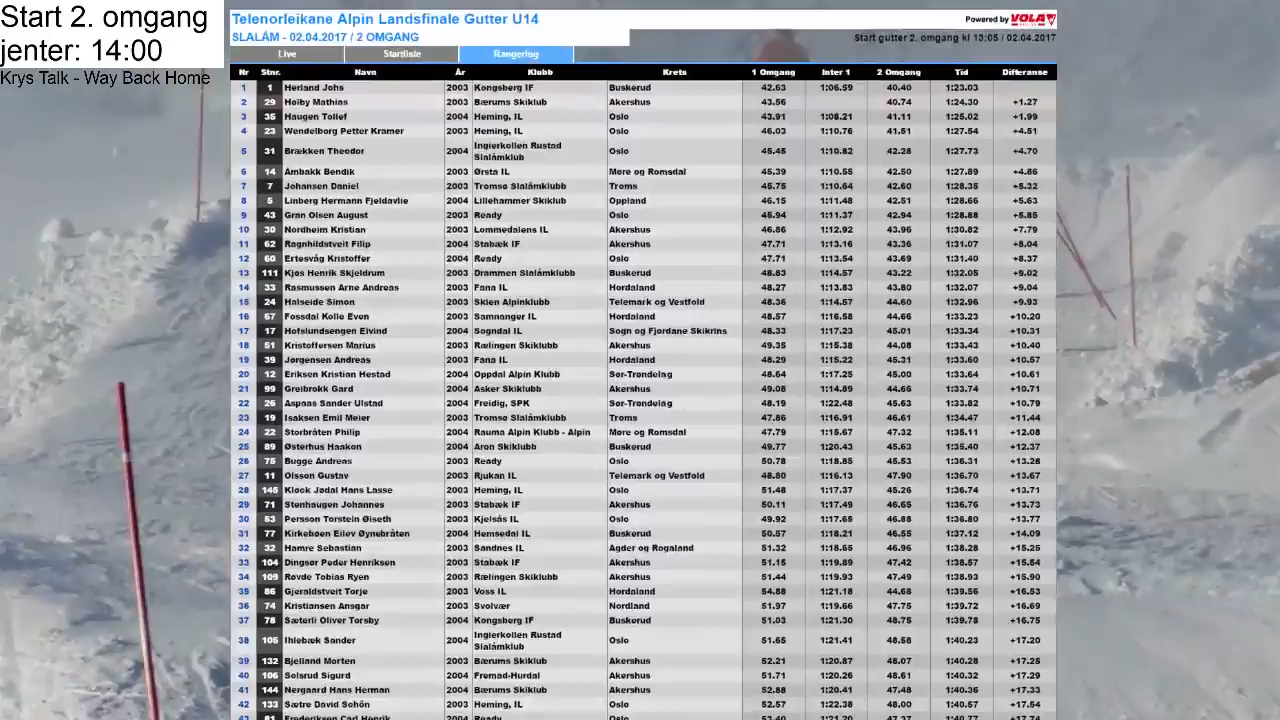 Start 2. omgang
jenter: 14:00
Krys Talk - Way Back Home
Telenorleikane Alpin Landsfinale Gutter U14
Powered by VOLA
SLALÅM - 02.04.2017 / 2 OMGANG
Start gutter 2. omgang kl 13:05 / 02.04.2017
Live Startliste Rangering
Nr Stnr. Navn År Klubb Krets 1 Omgang Inter 1 2 Omgang Tid Differanse
1 1 Herland Johs 2003 Kongsberg IF Buskerud 42.63 1:06.59 40.40 1:23.03
2 29 Høiby Mathias 2003 Bærums Skiklub Akershus 43.56 40.74 1:24.30 +1.27
3 35 Haugen Tollef 2004 Heming, IL Oslo 43.91 1:08.21 41.11 1:25.02 +1.99
4 23 Wendelborg Petter Kramer 2003 Heming, IL Oslo 46.03 1:10.76 41.51 1:27.54 +4.51
5 31 Brækken Theodor 2004 Ingierkollen Rustad Slalåmklub Oslo 45.45 1:10.82 42.28 1:27.73 +4.70
6 14 Åmbakk Bendik 2003 Ørsta IL Møre og Romsdal 45.39 1:10.55 42.50 1:27.89 +4.86
7 7 Johansen Daniel 2003 Tromsø Slalåmklubb Troms 45.75 1:10.64 42.60 1:28.35 +5.32
8 5 Linberg Hermann Fjeldavlie 2004 Lillehammer Skiklub Oppland 46.15 1:11.48 42.51 1:28.66 +5.63
9 43 Gran Olsen August 2003 Ready Oslo 45.94 1:11.37 42.94 1:28.88 +5.85
10 30 Nordheim Kristian 2003 Lommedalens IL Akershus 46.86 1:12.92 43.96 1:30.82 +7.79
11 62 Ragnhildstveit Filip 2004 Stabæk IF Akershus 47.71 1:13.16 43.36 1:31.07 +8.04
12 60 Ertesvåg Kristoffer 2004 Ready Oslo 47.71 1:13.54 43.69 1:31.40 +8.37
13 111 Kjøs Henrik Skjeldrum 2003 Drammen Slalåmklubb Buskerud 48.83 1:14.57 43.22 1:32.05 +9.02
14 33 Rasmussen Arne Andreas 2003 Fana IL Hordaland 48.27 1:13.83 43.80 1:32.07 +9.04
15 24 Halseide Simon 2003 Skien Alpinklubb Telemark og Vestfold 48.36 1:14.57 44.60 1:32.96 +9.93
16 67 Fossdal Kolle Even 2003 Samnanger IL Hordaland 48.57 1:16.58 44.66 1:33.23 +10.20
17 17 Hofslundsengen Eivind 2004 Sogndal IL Sogn og Fjordane Skikrins 48.33 1:17.23 45.01 1:33.34 +10.31
18 51 Kristoffersen Marius 2003 Rælingen Skiklubb Akershus 49.35 1:15.38 44.08 1:33.43 +10.40
19 39 Jørgensen Andreas 2003 Fana IL Hordaland 48.29 1:15.22 45.31 1:33.60 +10.57
20 12 Eriksen Kristian Hestad 2004 Oppdal Alpin Klubb Sør-Trøndelag 48.64 1:17.25 45.00 1:33.64 +10.61
21 99 Greibrokk Gard 2004 Asker Skiklubb Akershus 49.08 1:14.89 44.66 1:33.74 +10.71
22 26 Aspaas Sander Ulstad 2004 Freidig, SPK Sør-Trøndelag 48.19 1:22.48 45.63 1:33.82 +10.79
23 19 Isaksen Emil Meier 2003 Tromsø Slalåmklubb Troms 47.86 1:16.91 46.61 1:34.47 +11.44
24 22 Storbråten Philip 2004 Rauma Alpin Klubb - Alpin Møre og Romsdal 47.79 1:15.67 47.32 1:35.11 +12.08
25 89 Østerhus Haakon 2004 Aron Skiklubb Buskerud 49.77 1:20.43 45.63 1:35.40 +12.37
26 75 Bugge Andreas 2003 Ready Oslo 50.78 1:18.85 45.53 1:36.31 +13.28
27 11 Olsson Gustav 2003 Rjukan IL Telemark og Vestfold 48.80 1:16.13 47.90 1:36.70 +13.67
28 145 Kløck Jødal Hans Lasse 2003 Heming, IL Oslo 51.48 1:17.37 45.26 1:36.74 +13.71
29 71 Stenhaugen Johannes 2003 Stabæk IF Akershus 50.11 1:17.49 46.65 1:36.76 +13.73
30 53 Persson Torstein Øiseth 2003 Kjelsås IL Oslo 49.92 1:17.65 46.88 1:36.80 +13.77
31 77 Kirkebøen Eilev Øynebråten 2004 Hemsedal IL Buskerud 50.57 1:18.21 46.55 1:37.12 +14.09
32 32 Hamre Sebastian 2003 Sandnes IL Agder og Rogaland 51.32 1:18.65 46.96 1:38.28 +15.25
33 104 Dingsør Peder Henriksen 2003 Stabæk IF Akershus 51.15 1:19.89 47.42 1:38.57 +15.54
34 109 Røvde Tobias Ryen 2003 Rælingen Skiklubb Akershus 51.44 1:19.93 47.49 1:38.93 +15.90
35 86 Gjeraldstveit Torje 2003 Voss IL Hordaland 54.88 1:21.18 44.68 1:39.56 +16.53
36 74 Kristiansen Ansgar 2003 Svolvær Nordland 51.97 1:19.66 47.75 1:39.72 +16.69
37 78 Sæterli Oliver Torsby 2004 Kongsberg IF Buskerud 51.03 1:21.30 48.75 1:39.78 +16.75
38 105 Ihlebæk Sander 2004 Ingierkollen Rustad Slalåmklub Oslo 51.65 1:21.41 48.58 1:40.23 +17.20
39 132 Bjelland Morten 2003 Bærums Skiklub Akershus 52.21 1:20.87 48.07 1:40.28 +17.25
40 106 Solsrud Sigurd 2004 Fremad-Hurdal Akershus 51.71 1:20.26 48.61 1:40.32 +17.29
41 144 Nergaard Hans Herman 2004 Bærums Skiklub Akershus 52.88 1:20.41 47.48 1:40.36 +17.33
42 133 Sætre David Schön 2003 Heming, IL Oslo 52.57 1:22.38 48.00 1:40.57 +17.54
43 81 Frederiksen Carl Henrik 2004 Ready Oslo 53.40 1:21.20 47.37 1:40.77 +17.74